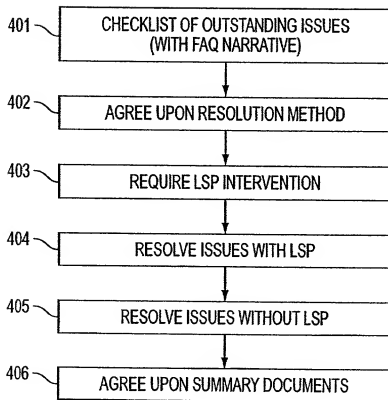 401 CHECKLIST OF OUTSTANDING ISSUES
(WITH FAQ NARRATIVE)
402 AGREE UPON RESOLUTION METHOD
403 REQUIRE LSP INTERVENTION
404 RESOLVE ISSUES WITH LSP
405 RESOLVE ISSUES WITHOUT LSP
406 AGREE UPON SUMMARY DOCUMENTS